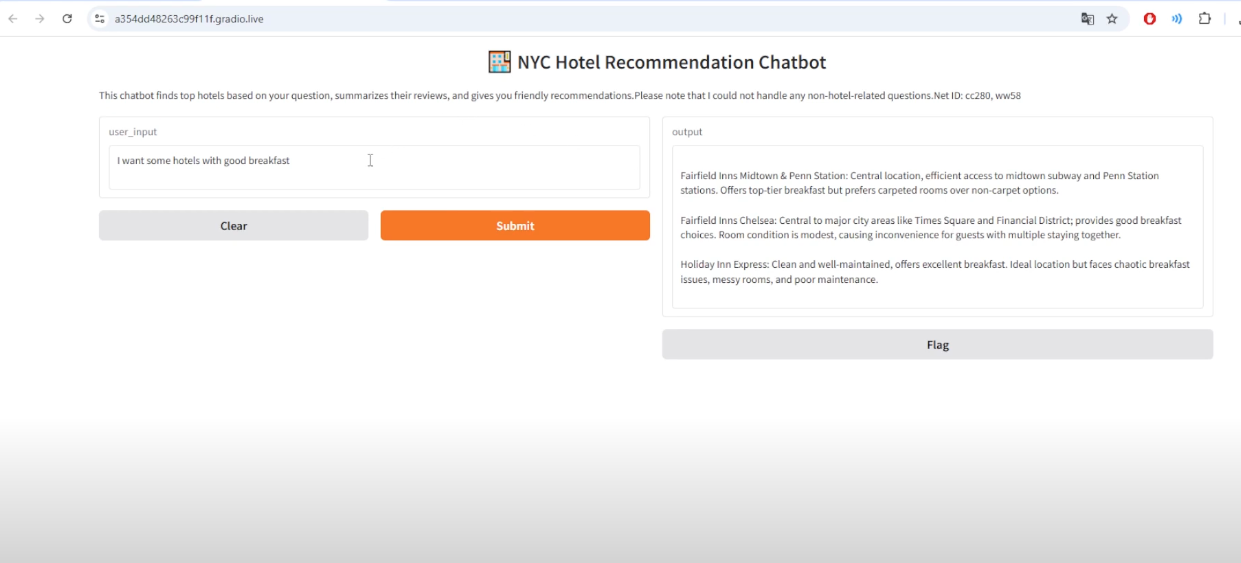 a354dd48263c99f11f.gradio.live
NYC Hotel Recommendation Chatbot
This chatbot finds top hotels based on your question, summarizes their reviews, and gives you friendly recommendations.Please note that I could not handle any non-hotel-related questions.Net ID: cc280, ww58
user_input
I want some hotels with good breakfast
Clear
Submit
output
Fairfield Inns Midtown & Penn Station: Central location, efficient access to midtown subway and Penn Station
stations. Offers top-tier breakfast but prefers carpeted rooms over non-carpet options.
Fairfield Inns Chelsea: Central to major city areas like Times Square and Financial District; provides good breakfast
choices. Room condition is modest, causing inconvenience for guests with multiple staying together.
Holiday Inn Express: Clean and well-maintained, offers excellent breakfast. Ideal location but faces chaotic breakfast
issues, messy rooms, and poor maintenance.
Flag